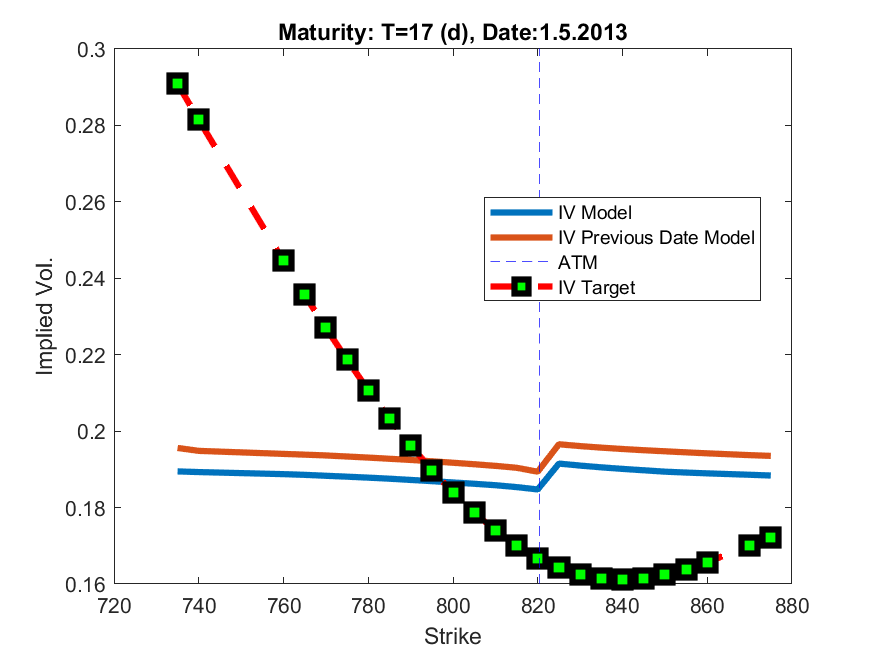 Maturity: T=17 (d), Date:1.5.2013
0.3
0.28
0.26
0.24
0.22
0.2
0.18
0.16
Implied Vol.
IV Model
IV Previous Date Model
ATM
IV Target
720
740
760
780
800
820
840
860
880
Strike